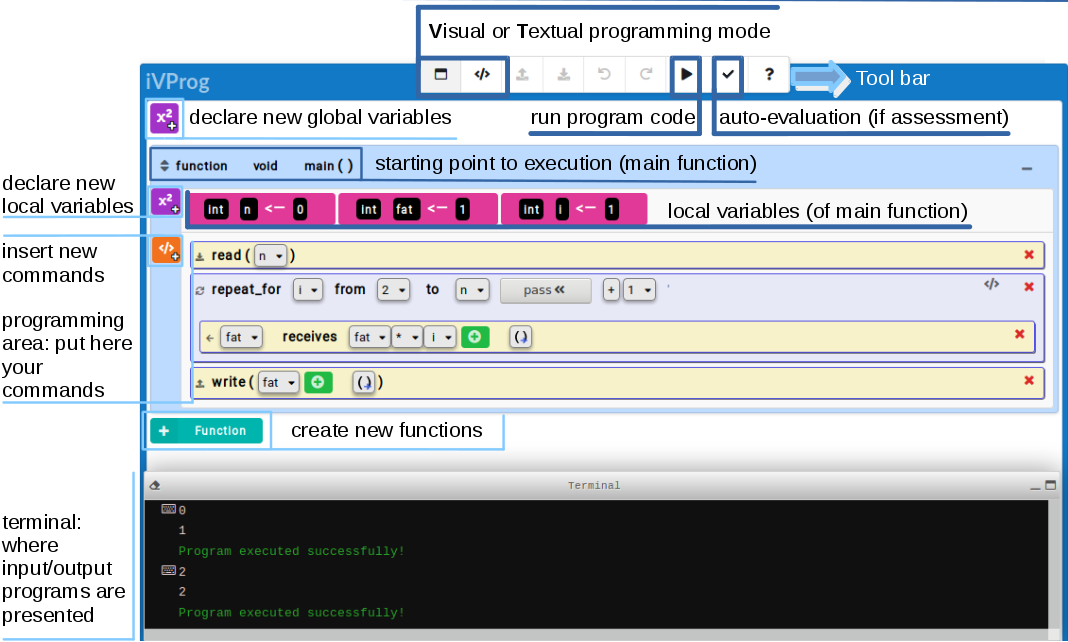 Visual or Textual programming mode
</>
?
Tool bar
iVProg
x²
declare new global variables
run program code
auto-evaluation (if assessment)
function void main ( )
starting point to execution (main function)
declare new
local variables
x²
int n <— 0
int fat <— 1
int i <— 1
local variables (of main function)
insert new
commands
</>
read ( n )
repeat_for i from 2 to n pass + 1 '
</>
programming
area: put here
your
commands
fat receives fat * i ( )
write ( fat ( ) )
+ Function
create new functions
Terminal
terminal:
where
input/output
programs are
presented
0
1
Program executed successfully!
2
2
Program executed successfully!